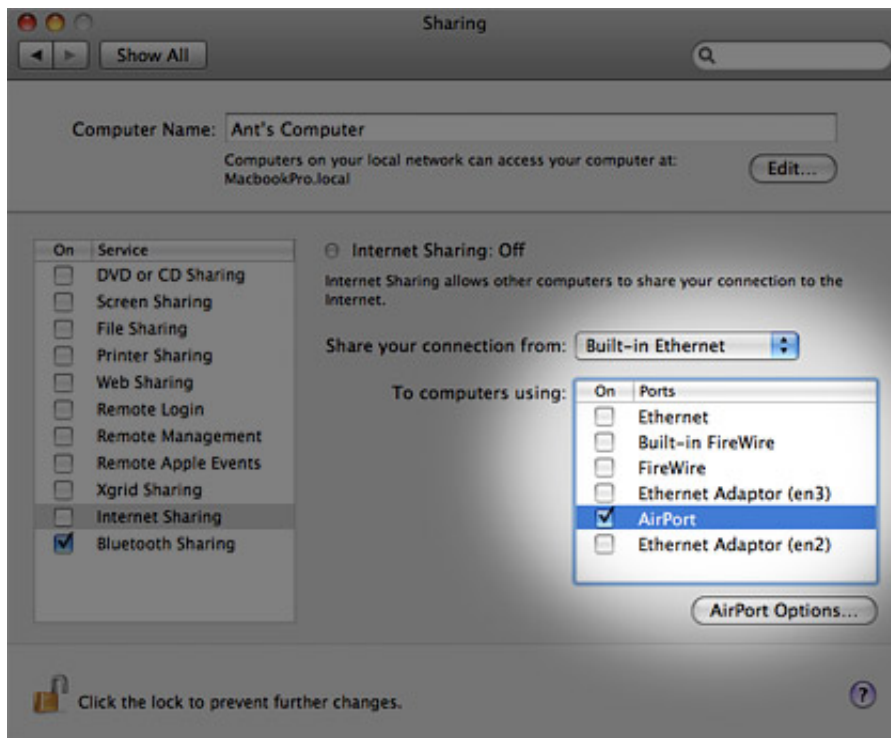 Sharing
Show All
Computer Name: Ant's Computer
Computers on your local network can access your computer at:
MacbookPro.local
Edit...
On Service
DVD or CD Sharing
Screen Sharing
File Sharing
Printer Sharing
Web Sharing
Remote Login
Remote Management
Remote Apple Events
Xgrid Sharing
Internet Sharing
Bluetooth Sharing
Internet Sharing: Off
Internet Sharing allows other computers to share your connection to the
Internet.
Share your connection from: Built-in Ethernet
To computers using:
On Ports
Ethernet
Built-in FireWire
FireWire
Ethernet Adaptor (en3)
AirPort
Ethernet Adaptor (en2)
AirPort Options...
Click the lock to prevent further changes.
?